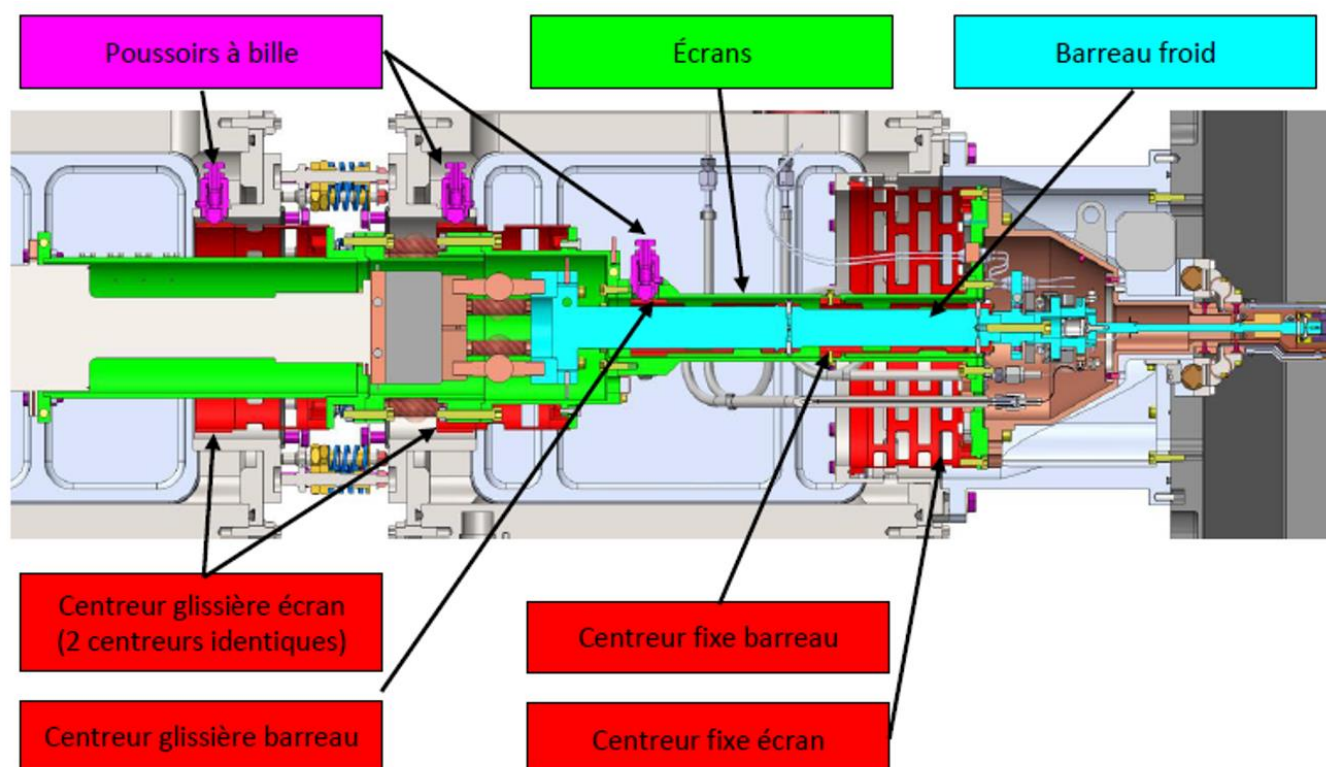 Poussoirs à bille
Écrans
Barreau froid
Centreur glissière écran
(2 centreurs identiques)
Centreur fixe barreau
Centreur glissière barreau
Centreur fixe écran